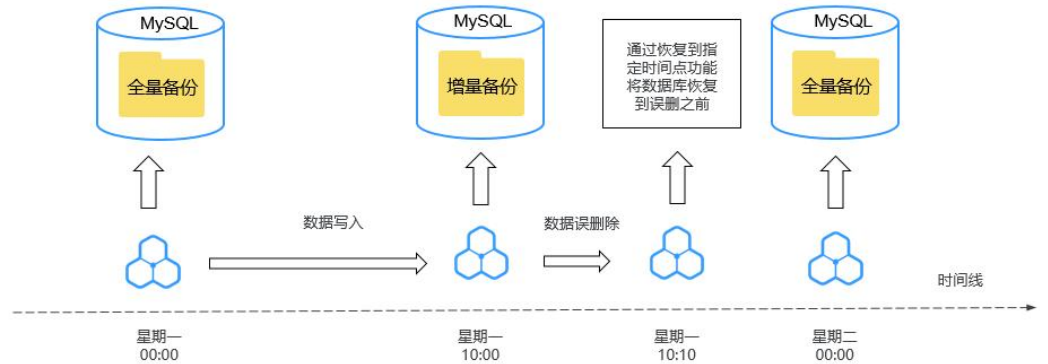 MySQL
全量备份
MySQL
增量备份
通过恢复到指
定时间点功能
将数据库恢复
到误删之前
MySQL
全量备份
数据写入
数据误删除
时间线
星期一
00:00
星期一
10:00
星期一
10:10
星期二
00:00